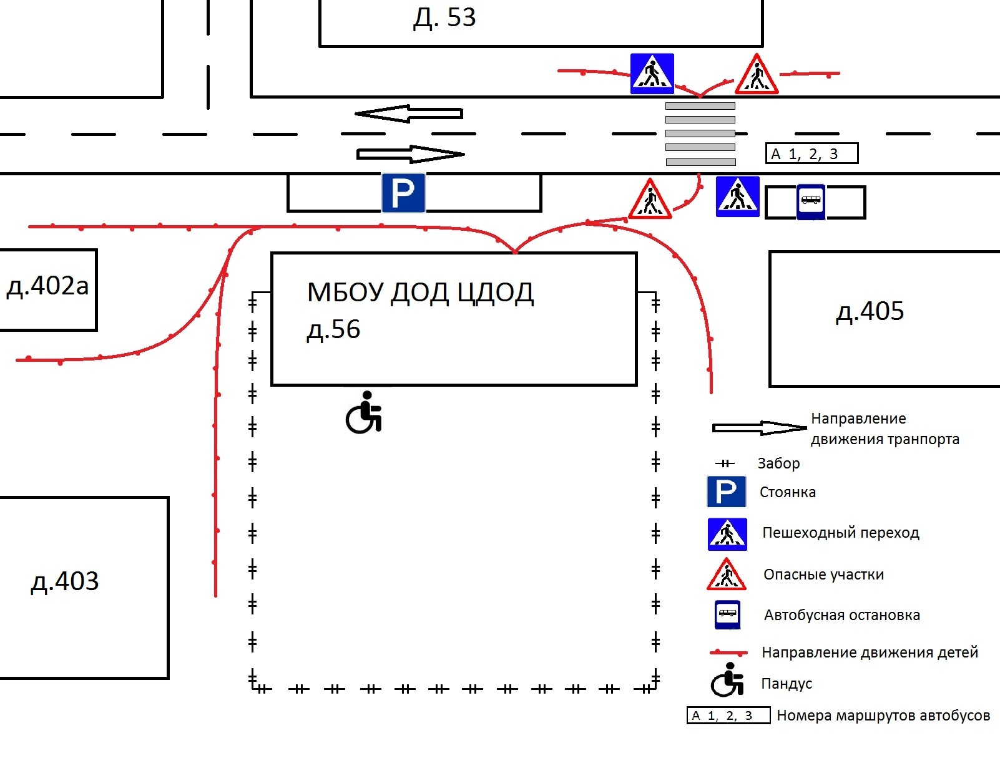 Д. 53
А 1, 2, 3
P
д.402а
МБОУ ДОД ЦДОД
д.56
д.405
Направление
движения транпорта
Забор
P
Стоянка
Пешеходный переход
Опасные участки
д.403
Автобусная остановка
Направление движения детей
Пандус
А 1, 2, 3
Номера маршрутов автобусов